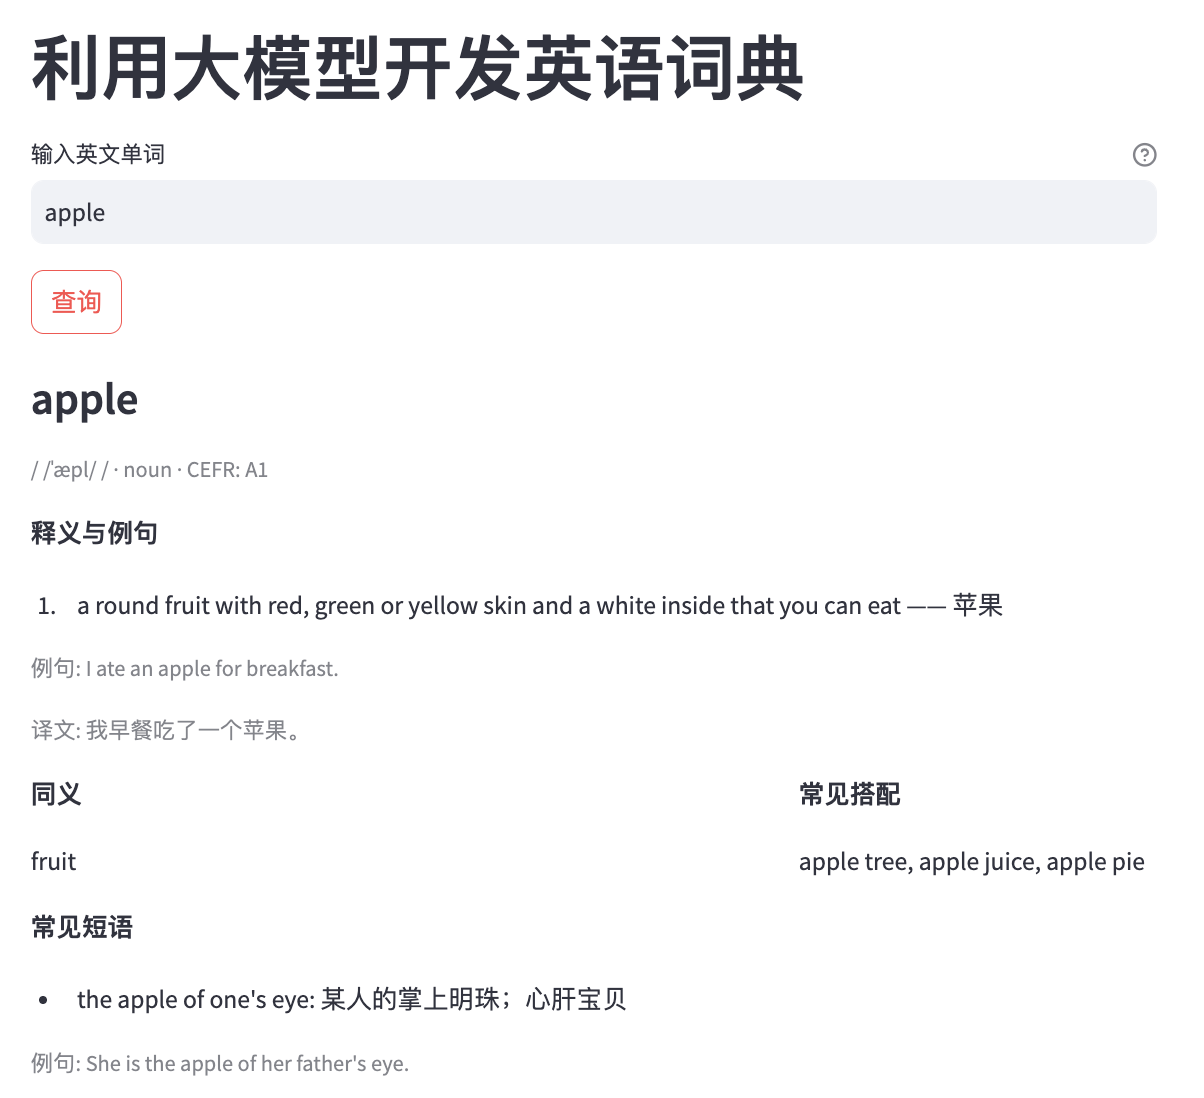 利用大模型开发英语词典
输入英文单词
apple
查询
apple
/ /ˈæpl/ / · noun · CEFR: A1
释义与例句
1. a round fruit with red, green or yellow skin and a white inside that you can eat —— 苹果
例句: I ate an apple for breakfast.
译文: 我早餐吃了一个苹果。
同义
常见搭配
fruit
apple tree, apple juice, apple pie
常见短语
• the apple of one's eye: 某人的掌上明珠；心肝宝贝
例句: She is the apple of her father's eye.